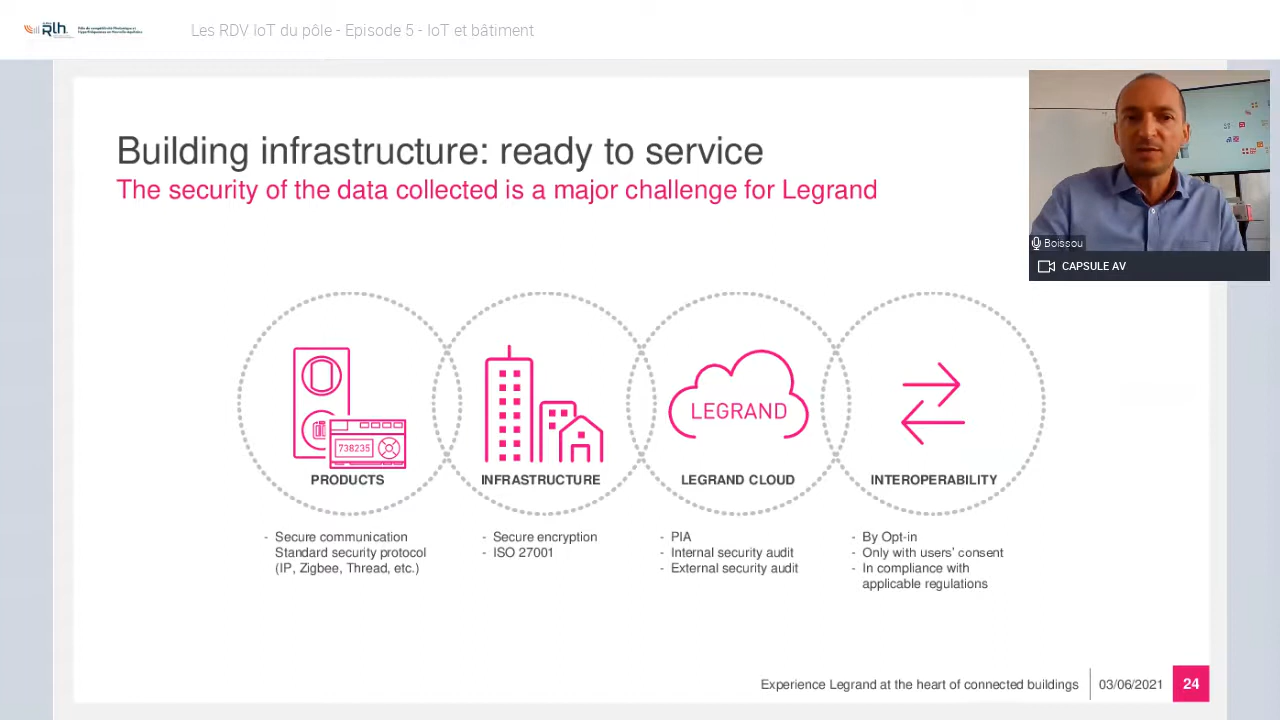 Rlh
Les RDV IoT du pôle - Episode 5 - IoT et bâtiment
Building infrastructure: ready to service
The security of the data collected is a major challenge for Legrand
Boissou
CAPSULE AV
738235
LEGRAND
PRODUCTS
INFRASTRUCTURE
LEGRAND CLOUD
INTEROPERABILITY
- Secure communication
Standard security protocol
(IP, Zigbee, Thread, etc.)
- Secure encryption
- ISO 27001
- PIA
- Internal security audit
- External security audit
- By Opt-in
- Only with users' consent
- In compliance with
applicable regulations
Experience Legrand at the heart of connected buildings
03/06/2021
24